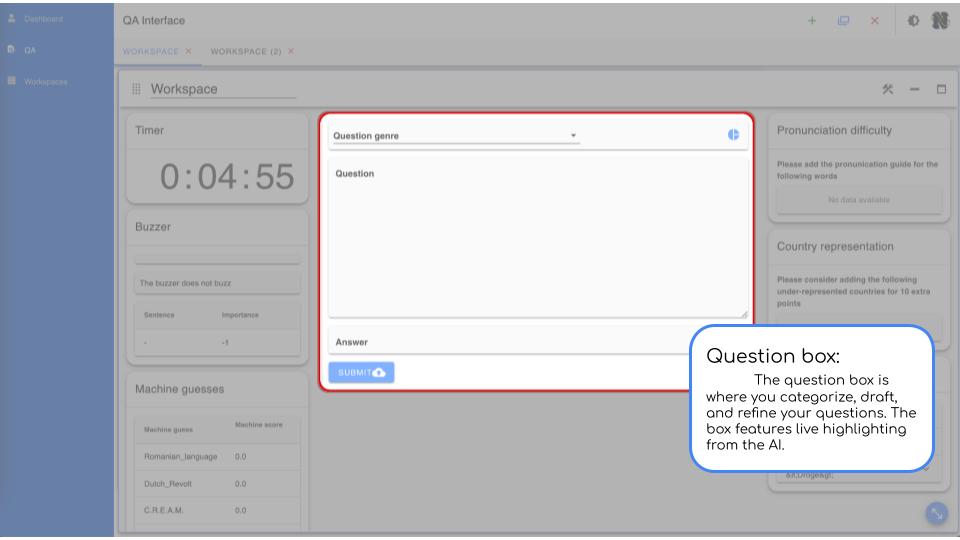 Dashboard
QA
Workspaces
QA Interface
WORKSPACE
WORKSPACE (2)
Workspace
Timer
0:04:55
Buzzer
The buzzer does not buzz
Sentence Importance
- -1
Machine guesses
Machine guess Machine score
Romanian_language 0.0
Dutch_Revolt 0.0
C.R.E.A.M. 0.0
Question genre
Question
Answer
SUBMIT
Pronunciation difficulty
Please add the pronunication guide for the
following words
No data available
Country representation
Please consider adding the following
under-represented countries for 10 extra
points
Question box:
The question box is
where you categorize, draft,
and refine your questions. The
box features live highlighting
from the AI.